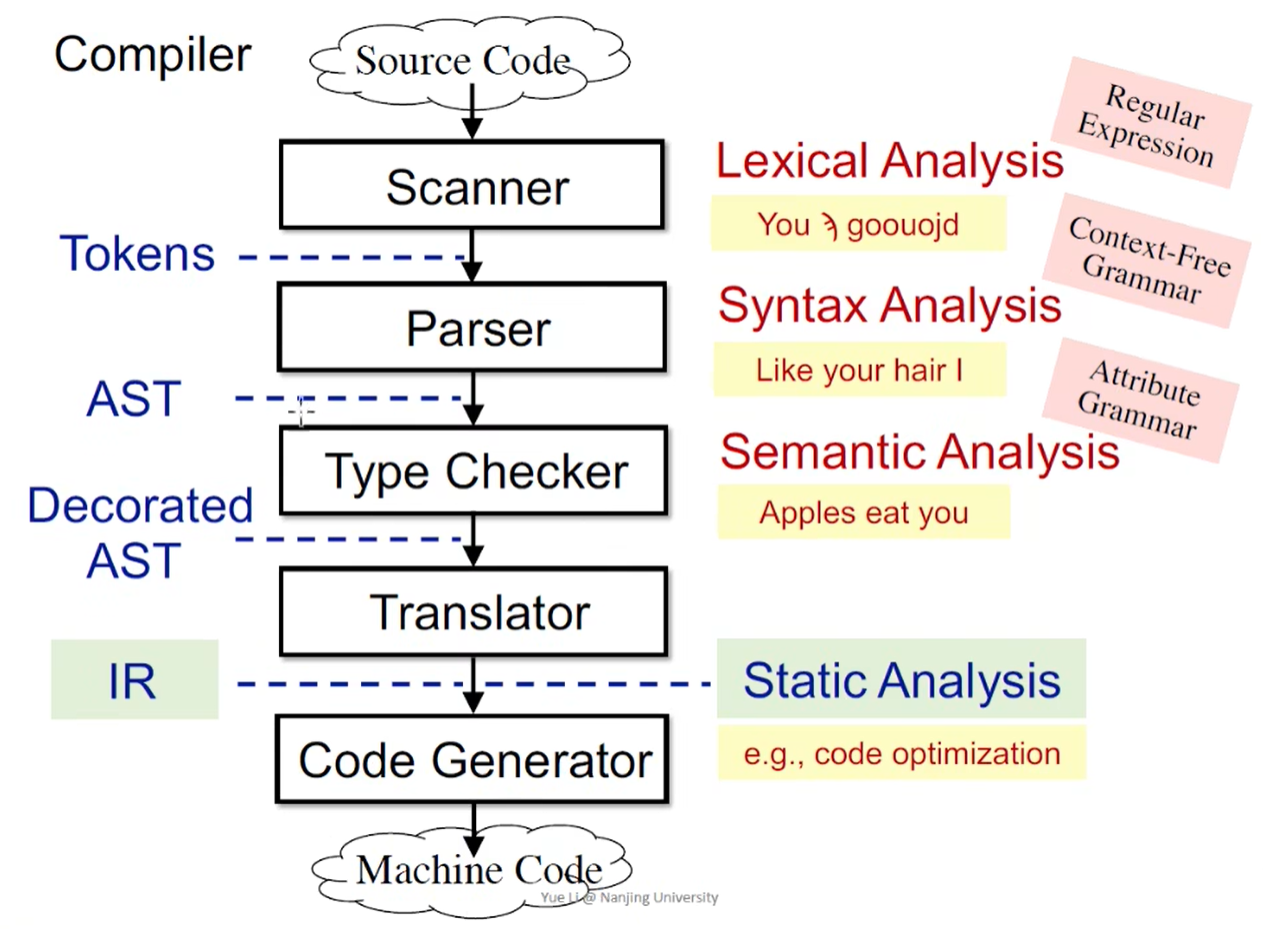 Compiler
Source Code
Regular
Expression
Scanner
Lexical Analysis
You goouojd
Tokens
Context-Free
Grammar
Parser
Syntax Analysis
Like your hair I
AST
Attribute
Grammar
Type Checker
Semantic Analysis
Apples eat you
Decorated
AST
Translator
IR
Static Analysis
Code Generator
e.g., code optimization
Machine Code
Yue Li @ Nanjing University